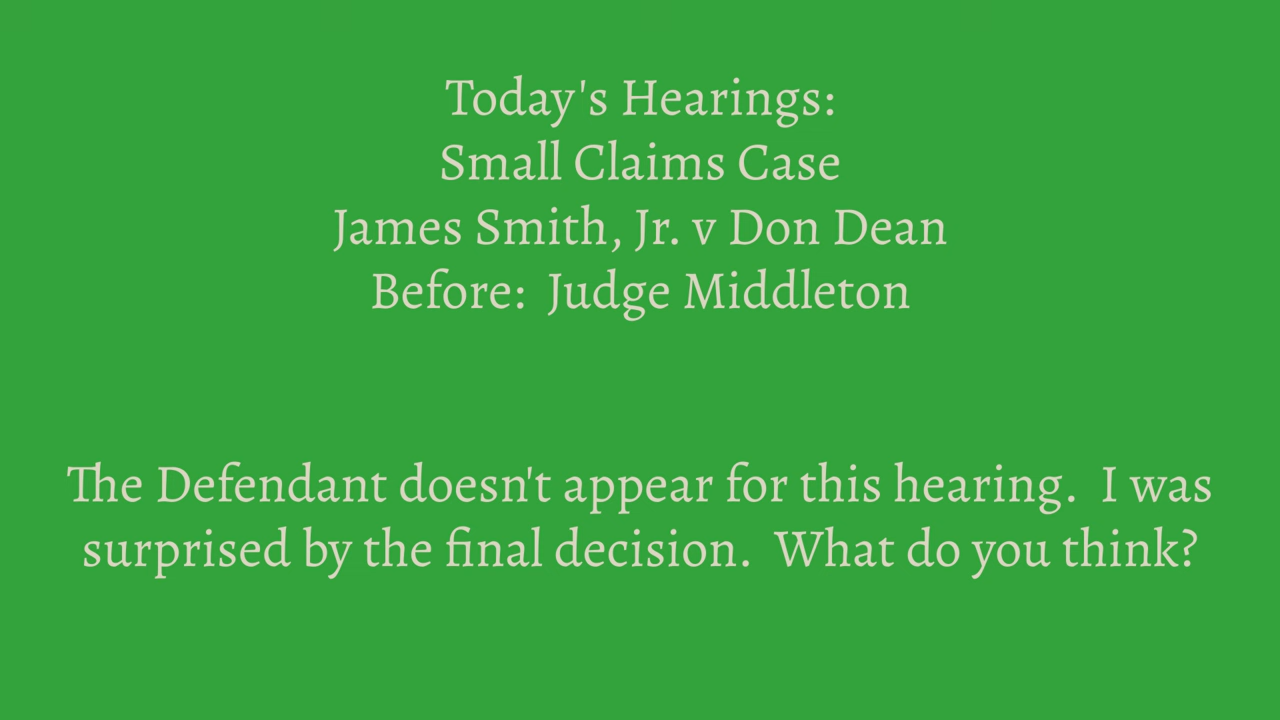 Today's Hearings:
Small Claims Case
James Smith, Jr. v Don Dean
Before:  Judge Middleton
The Defendant doesn't appear for this hearing.  I was
surprised by the final decision.  What do you think?